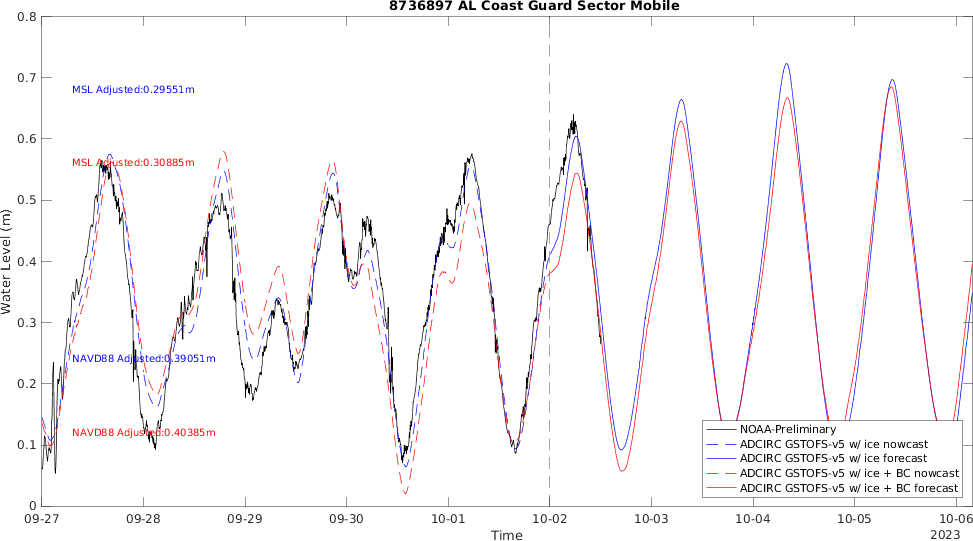 8736897 AL Coast Guard Sector Mobile
0.8
0.7
0.6
0.5
0.4
0.3
0.2
0.1
0
Water Level (m)
MSL Adjusted:0.29551m
MSL Adjusted:0.30885m
NAVD88 Adjusted:0.39051m
NAVD88 Adjusted:0.40385m
NOAA-Preliminary
ADCIRC GSTOFS-v5 w/ ice nowcast
ADCIRC GSTOFS-v5 w/ ice forecast
ADCIRC GSTOFS-v5 w/ ice + BC nowcast
ADCIRC GSTOFS-v5 w/ ice + BC forecast
09-27 09-28 09-29 09-30 10-01 10-02 10-03 10-04 10-05 10-06
Time
2023